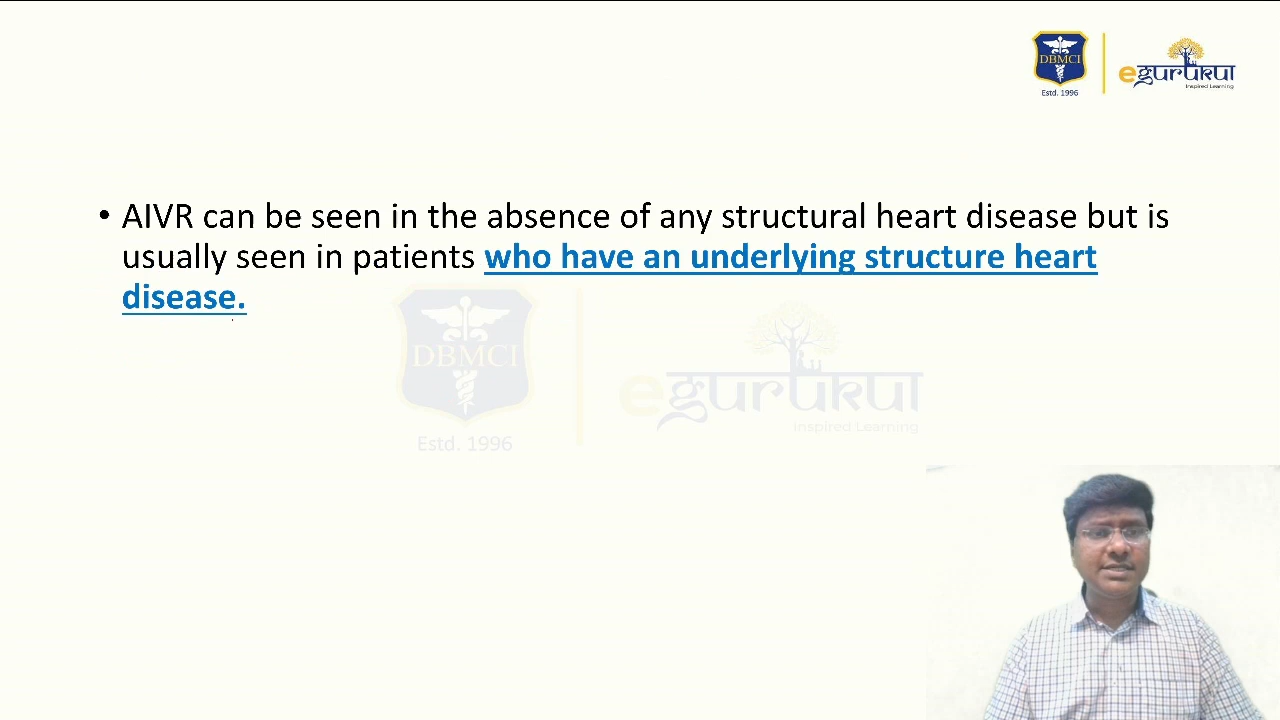 DBMCI
Estd. 1996
egurukul
Inspired Learning
• AIVR can be seen in the absence of any structural heart disease but is
usually seen in patients who have an underlying structure heart
disease.
DBMCI
Estd. 1996
egurukul
Inspired Learning